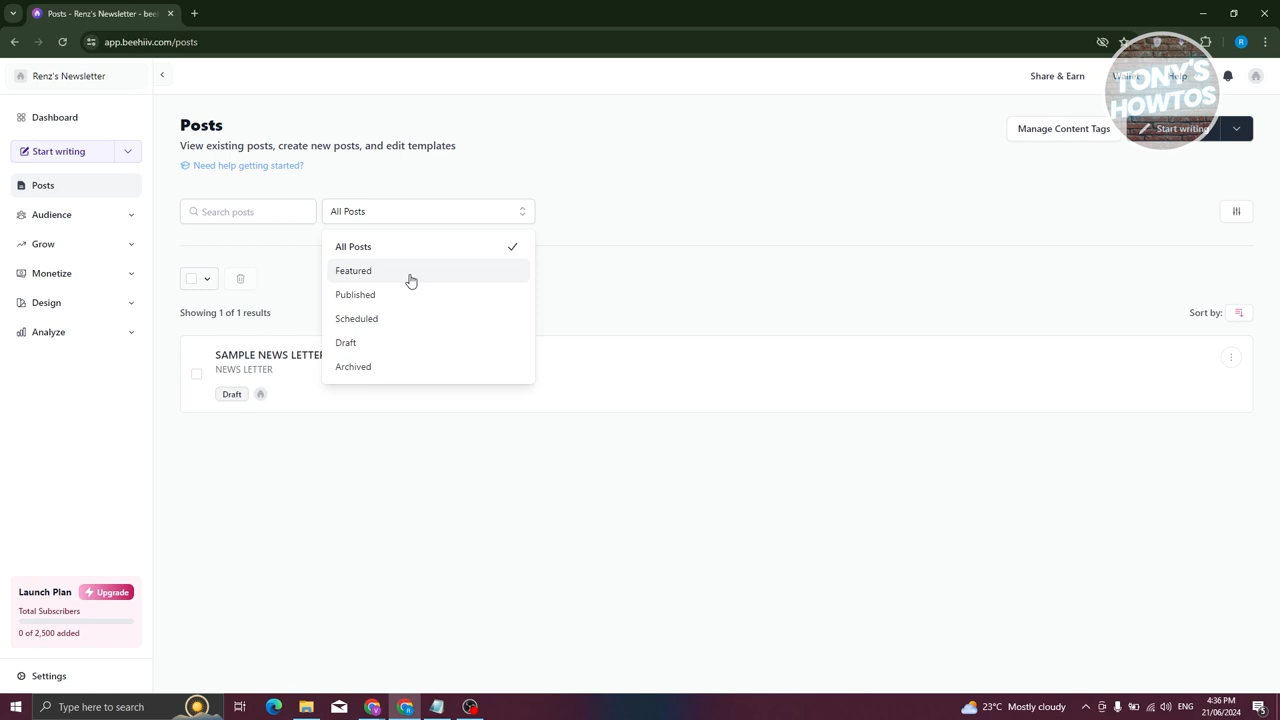 Posts - Renz's Newsletter - beel
app.beehiiv.com/posts
R
Renz's Newsletter
Share & Earn
Wallet
Help
TONY'S
HOWTOS
Dashboard
Start writing
Posts
Audience
Grow
Monetize
Design
Analyze
Posts
View existing posts, create new posts, and edit templates
Need help getting started?
Manage Content Tags
Start writing
Search posts
All Posts
All Posts
Featured
Published
Scheduled
Draft
Archived
Showing 1 of 1 results
Sort by:
SAMPLE NEWS LETTER
NEWS LETTER
Draft
Launch Plan
Upgrade
Total Subscribers
0 of 2,500 added
Settings
Type here to search
23°C Mostly cloudy
ENG
4:36 PM
21/06/2024